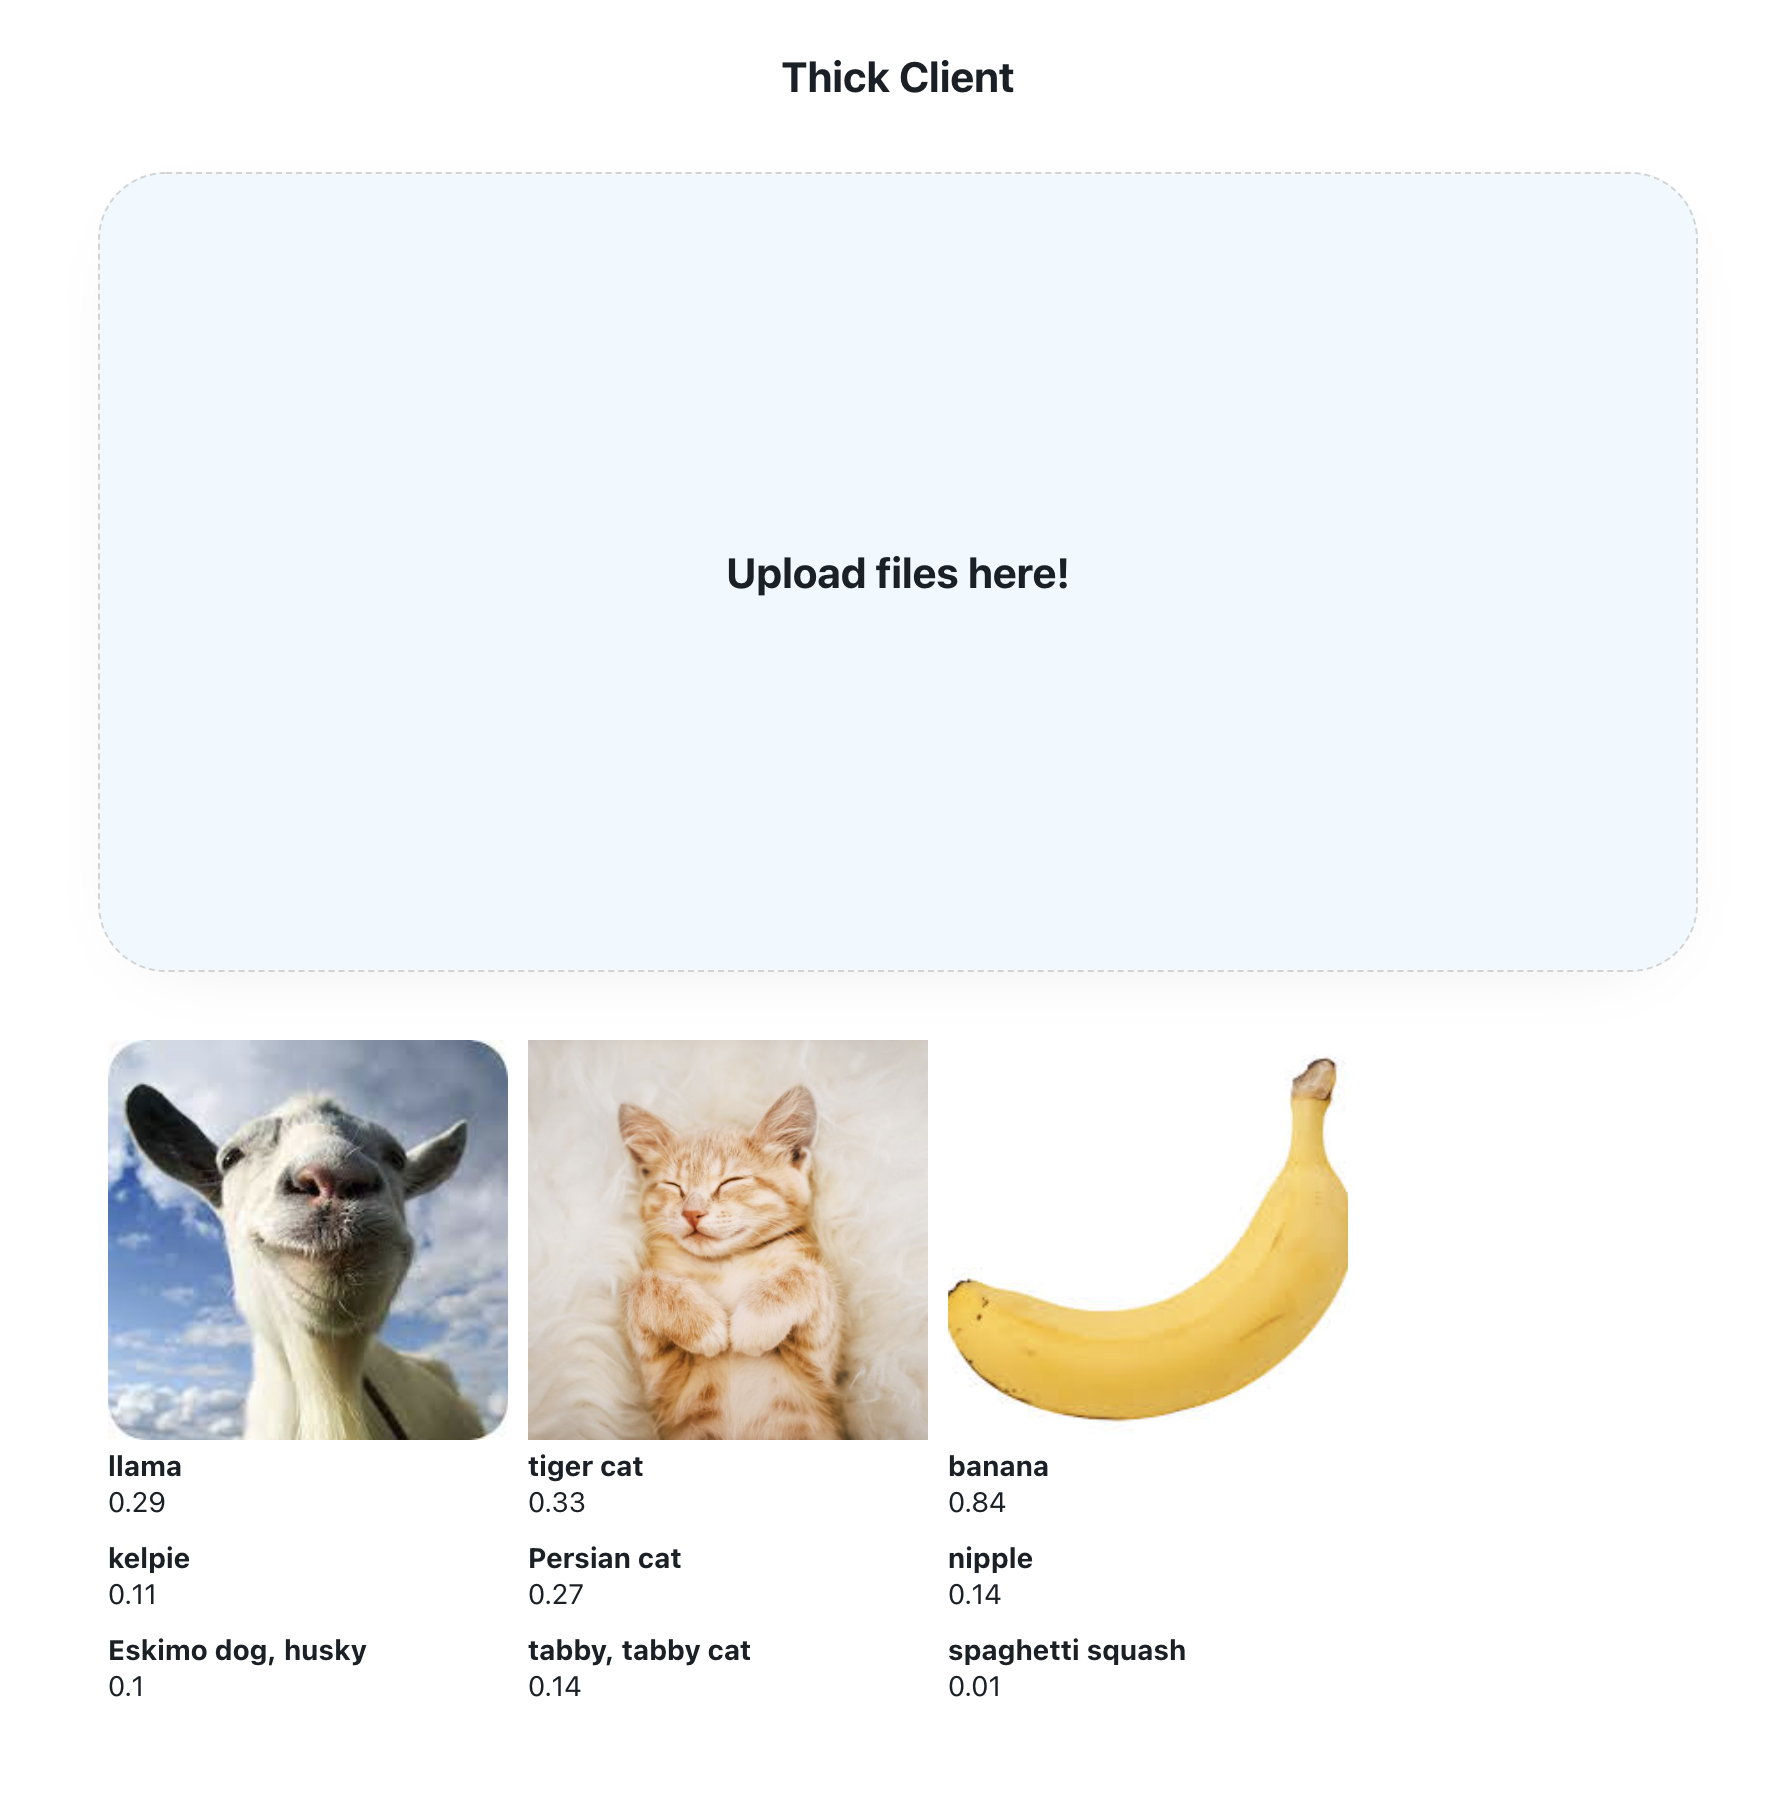 Thick Client
Upload files here!
llama
0.29
kelpie
0.11
Eskimo dog, husky
0.1
tiger cat
0.33
Persian cat
0.27
tabby, tabby cat
0.14
banana
0.84
nipple
0.14
spaghetti squash
0.01